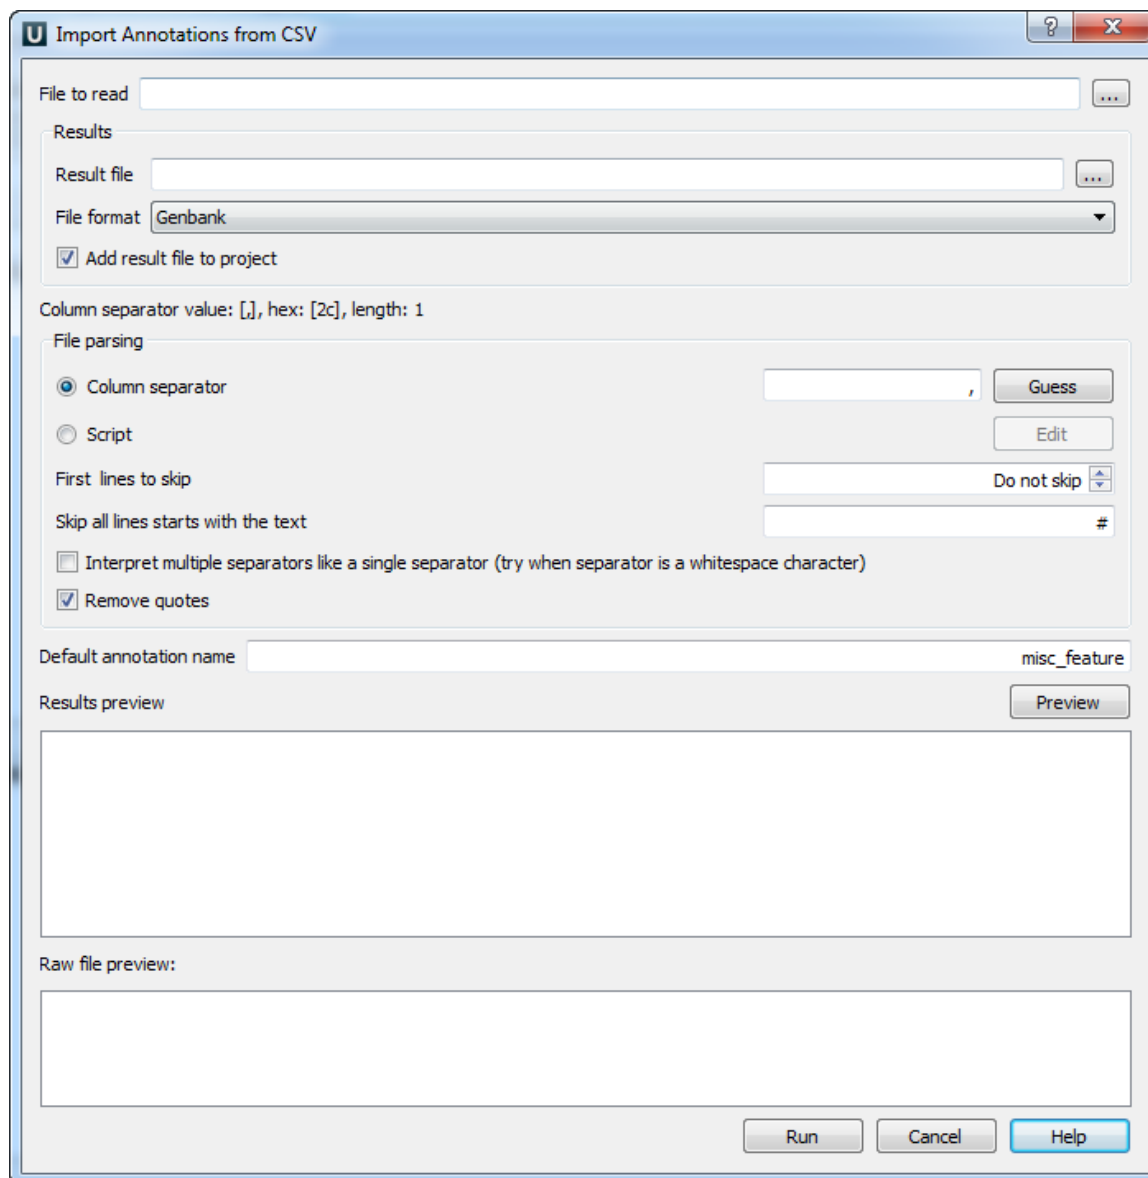 U Import Annotations from CSV ? X
File to read ...
Results
Result file ...
File format Genbank
Add result file to project
Column separator value: [,], hex: [2c], length: 1
File parsing
Column separator , Guess
Script Edit
First lines to skip Do not skip
Skip all lines starts with the text #
Interpret multiple separators like a single separator (try when separator is a whitespace character)
Remove quotes
Default annotation name misc_feature
Results preview Preview
Raw file preview:
Run Cancel Help